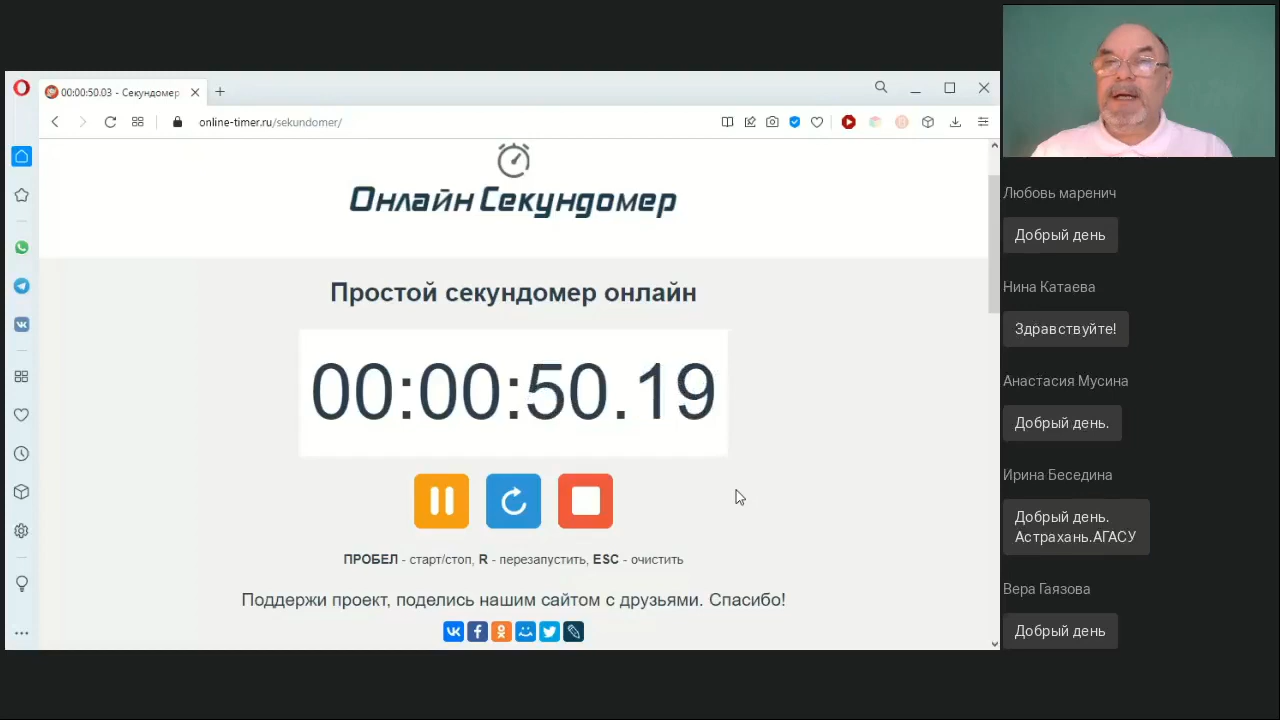 00:00:50.03 - Секундомер
online-timer.ru/sekundomer/
Онлайн Секундомер
Простой секундомер онлайн
00:00:50.19
ПРОБЕЛ - старт/стоп, R - перезапустить, ESC - очистить
Поддержи проект, поделись нашим сайтом с друзьями. Спасибо!
Любовь маренич
Добрый день
Нина Катаева
Здравствуйте!
Анастасия Мусина
Добрый день.
Ирина Беседина
Добрый день.
Астрахань.АГАСУ
Вера Гаязова
Добрый день